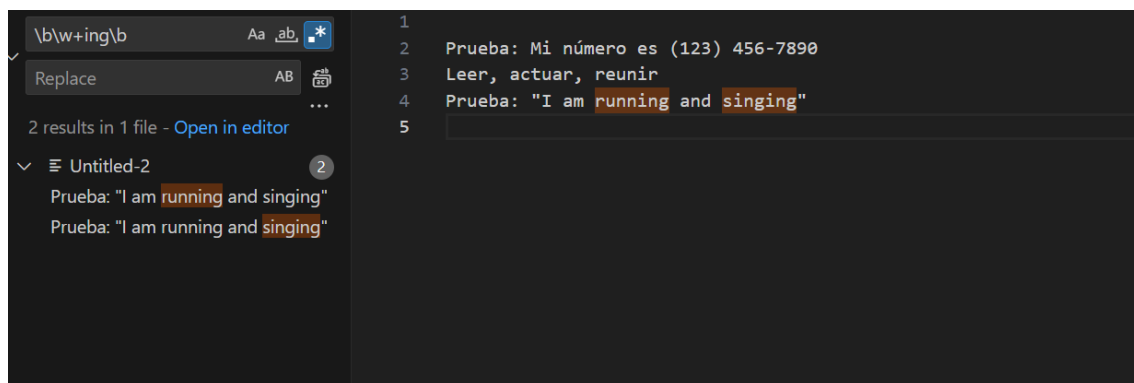 \b\w+ing\b Aa ab .*
Replace AB
...
2 results in 1 file - Open in editor
Untitled-2 2
Prueba: "I am running and singing"
Prueba: "I am running and singing"
1
2 Prueba: Mi número es (123) 456-7890
3 Leer, actuar, reunir
4 Prueba: "I am running and singing"
5